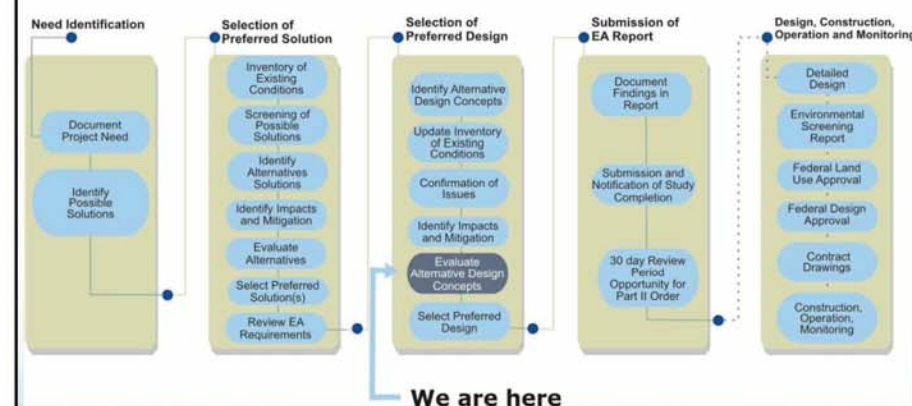 Need Identification
Document
Project Need
Identify
Possible
Solutions
Selection of
Preferred Solution
Inventory of
Existing
Conditions
Screening of
Possible
Solutions
Identify
Alternatives
Solutions
Identify Impacts
and Mitigation
Evaluate
Alternatives
Select Preferred
Solution(s)
Review EA
Requirements
Selection of
Preferred Design
Identify Alternative
Design Concepts
Update Inventory
of Existing
Conditions
Confirmation of
Issues
Identify Impacts
and Mitigation
Evaluate
Alternative Design
Concepts
Select Preferred
Design
Submission of
EA Report
Document
Findings in
Report
Submission and
Notification of Study
Completion
30 day Review
Period
Opportunity for
Part II Order
Design, Construction,
Operation and Monitoring
Detailed
Design
Environmental
Screening
Report
Federal Land
Use Approval
Federal Design
Approval
Contract
Drawings
Construction,
Operation,
Monitoring
We are here